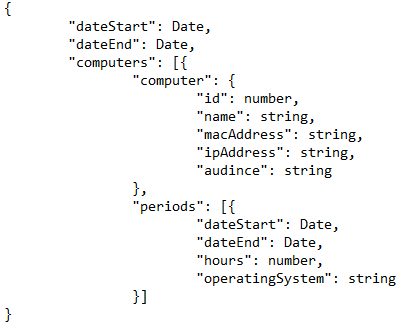 {
	"dateStart": Date,
	"dateEnd": Date,
	"computers": [{
		"computer": {
			"id": number,
			"name": string,
			"macAddress": string,
			"ipAddress": string,
			"audince": string
		},
		"periods": [{
			"dateStart": Date,
			"dateEnd": Date,
			"hours": number,
			"operatingSystem": string
		}]
}